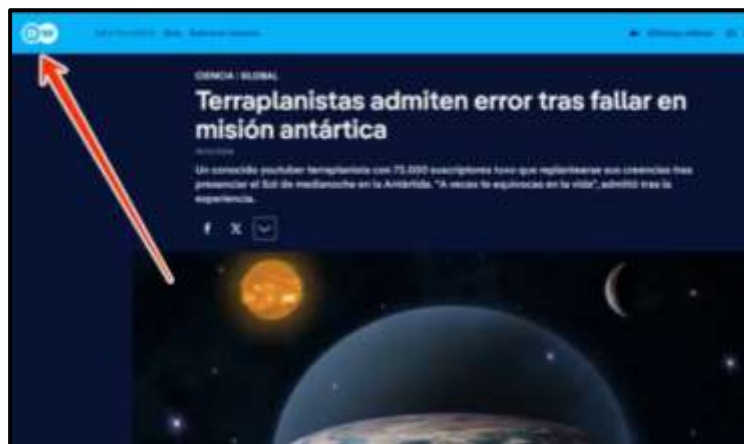 CIENCIA | GLOBAL
Terraplanistas admiten error tras fallar en
misión antártica
Un conocido youtuber terraplanista con 73.000 suscriptores tuvo que replantearse sus creencias tras
presenciar el Sol de medianoche en la Antártida. "A veces te equivocas en la vida", admitió tras la
experiencia.